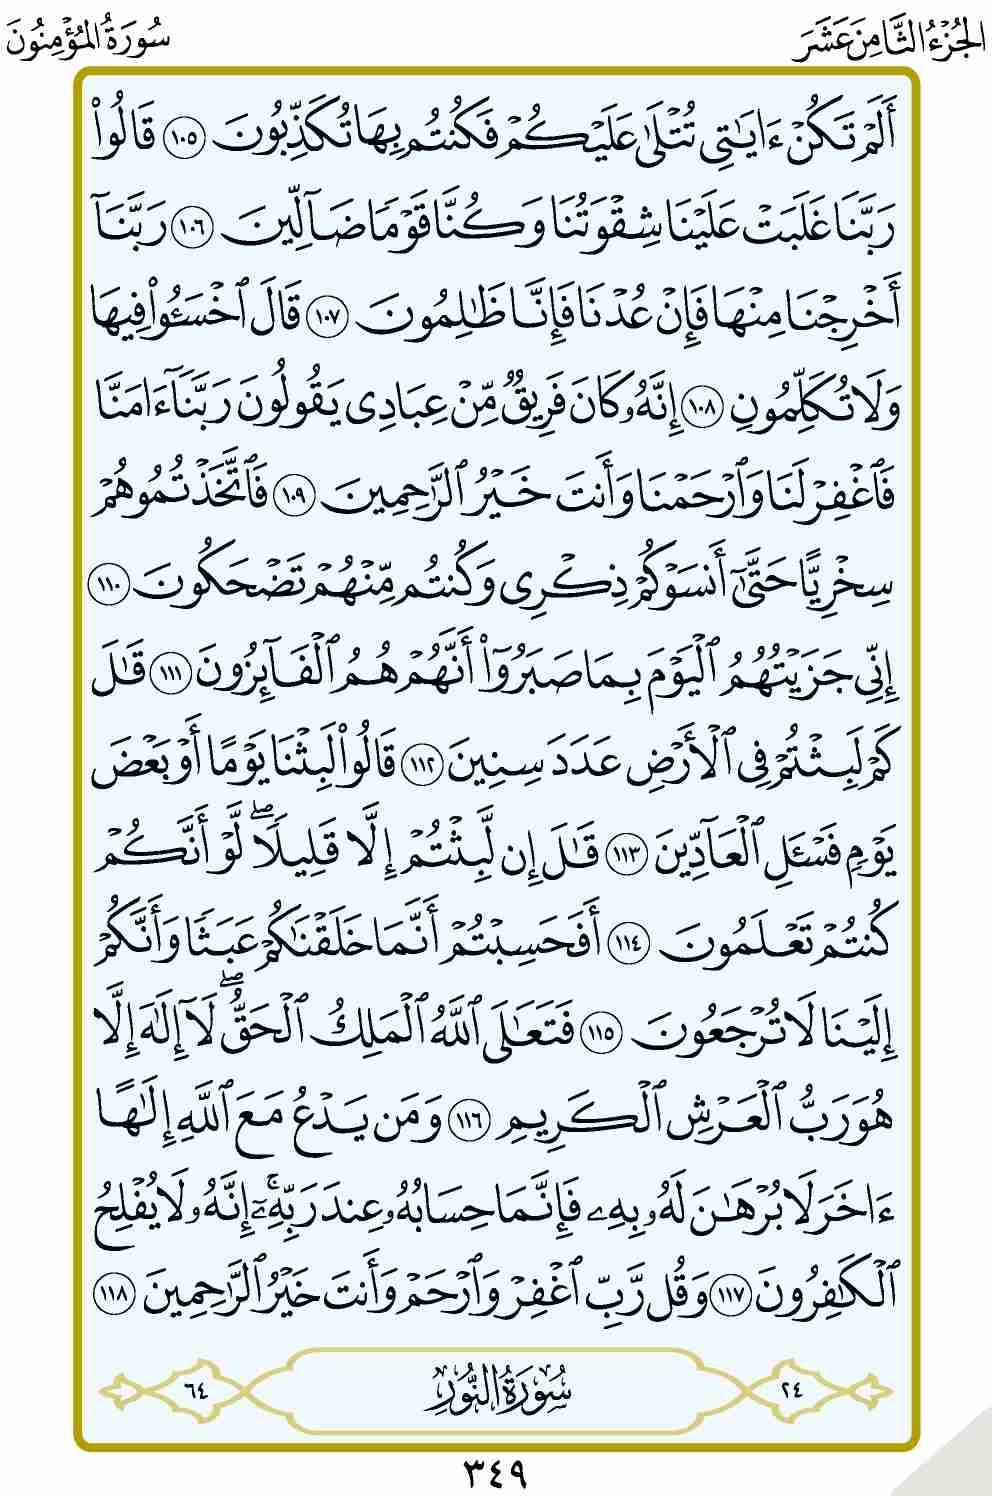 الجُزْءُ الثَّامِنَ عَشَرَ
سُورَةُ المُؤْمِنُونَ
أَلَمْ تَكُنْ ءَايَـٰتِى تُتْلَىٰ عَلَيْكُمْ فَكُنتُم بِهَا تُكَذِّبُونَ ١٠٥ قَالُوا۟
رَبَّنَا غَلَبَتْ عَلَيْنَا شِقْوَتُنَا وَكُنَّا قَوْمًا ضَآلِّينَ ١٠٦ رَبَّنَآ
أَخْرِجْنَا مِنْهَا فَإِنْ عُدْنَا فَإِنَّا ظَـٰلِمُونَ ١٠٧ قَالَ ٱخْسَـُٔوا۟ فِيهَا
وَلَا تُكَلِّمُونِ ١٠٨ إِنَّهُۥ كَانَ فَرِيقٌ مِّنْ عِبَادِى يَقُولُونَ رَبَّنَآ ءَامَنَّا
فَٱغْفِرْ لَنَا وَٱرْحَمْنَا وَأَنتَ خَيْرُ ٱلرَّٰحِمِينَ ١٠٩ فَٱتَّخَذْتُمُوهُمْ
سِخْرِيًّا حَتَّىٰٓ أَنسَوْكُمْ ذِكْرِى وَكُنتُم مِّنْهُمْ تَضْحَكُونَ ١١٠
إِنِّى جَزَيْتُهُمُ ٱلْيَوْمَ بِمَا صَبَرُوٓا۟ أَنَّهُمْ هُمُ ٱلْفَآئِزُونَ ١١١ قَـٰلَ
كَمْ لَبِثْتُمْ فِى ٱلْأَرْضِ عَدَدَ سِنِينَ ١١٢ قَالُوا۟ لَبِثْنَا يَوْمًا أَوْ بَعْضَ
يَوْمٍ فَسْـَٔلِ ٱلْعَآدِّينَ ١١٣ قَـٰلَ إِن لَّبِثْتُمْ إِلَّا قَلِيلًا ۖ لَّوْ أَنَّكُمْ
كُنتُمْ تَعْلَمُونَ ١١٤ أَفَحَسِبْتُمْ أَنَّمَا خَلَقْنَـٰكُمْ عَبَثًا وَأَنَّكُمْ
إِلَيْنَا لَا تُرْجَعُونَ ١١٥ فَتَعَـٰلَى ٱللَّهُ ٱلْمَلِكُ ٱلْحَقُّ ۖ لَآ إِلَـٰهَ إِلَّا
هُوَ رَبُّ ٱلْعَرْشِ ٱلْكَرِيمِ ١١٦ وَمَن يَدْعُ مَعَ ٱللَّهِ إِلَـٰهًا
ءَاخَرَ لَا بُرْهَـٰنَ لَهُۥ بِهِۦ فَإِنَّمَا حِسَابُهُۥ عِندَ رَبِّهِۦٓ ۚ إِنَّهُۥ لَا يُفْلِحُ
ٱلْكَـٰفِرُونَ ١١٧ وَقُل رَّبِّ ٱغْفِرْ وَٱرْحَمْ وَأَنتَ خَيْرُ ٱلرَّٰحِمِينَ ١١٨
٢٤ سُورَةُ النُّورِ ٦٤
٣٤٩